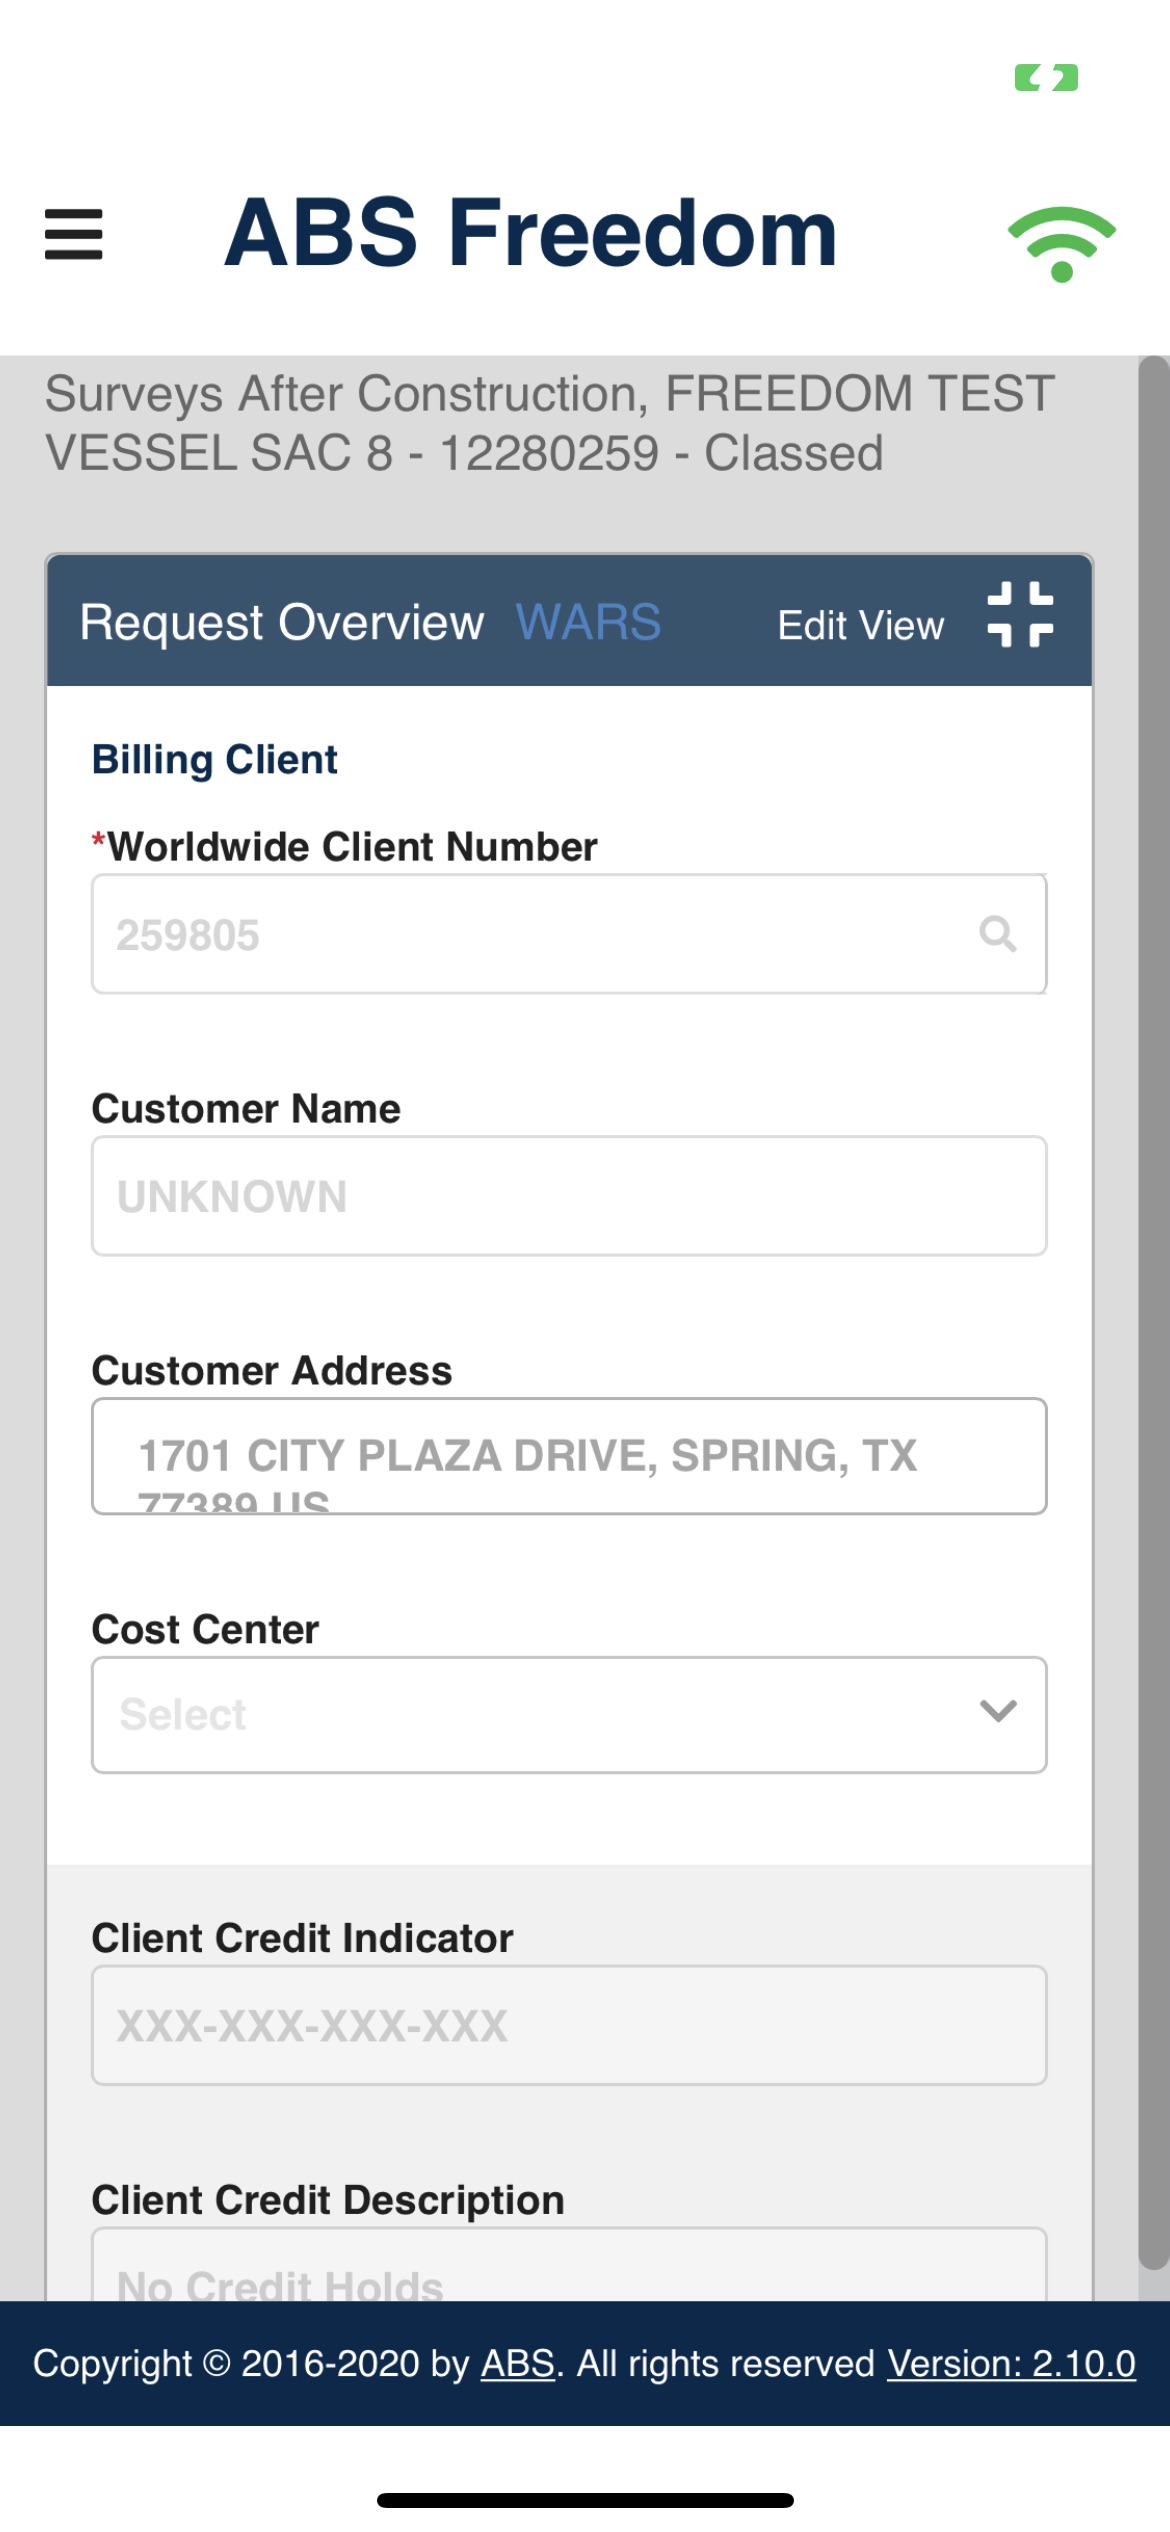 ABS Freedom
Surveys After Construction, FREEDOM TEST
VESSEL SAC 8 - 12280259 - Classed
Request Overview WARS Edit View
Billing Client
*Worldwide Client Number
259805
Customer Name
UNKNOWN
Customer Address
1701 CITY PLAZA DRIVE, SPRING, TX
77389 US
Cost Center
Select
Client Credit Indicator
XXX-XXX-XXX-XXX
Client Credit Description
No Credit Holds
Copyright © 2016-2020 by ABS. All rights reserved Version: 2.10.0